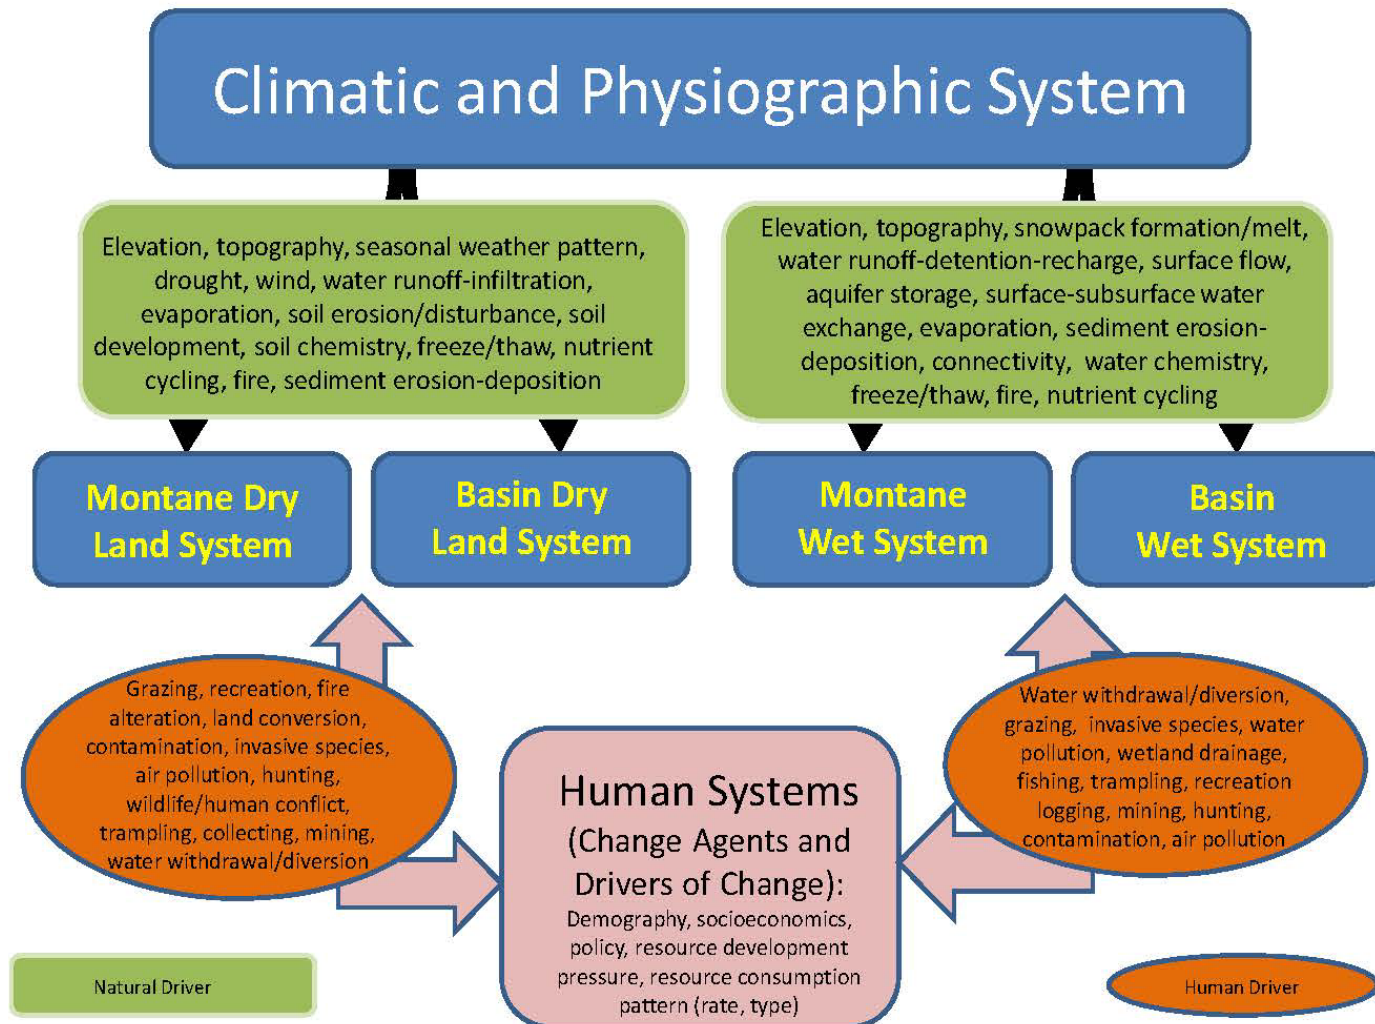 Climatic and Physiographic System
Elevation, topography, seasonal weather pattern,
drought, wind, water runoff-infiltration,
evaporation, soil erosion/disturbance, soil
development, soil chemistry, freeze/thaw, nutrient
cycling, fire, sediment erosion-deposition
Elevation, topography, snowpack formation/melt,
water runoff-detention-recharge, surface flow,
aquifer storage, surface-subsurface water
exchange, evaporation, sediment erosion-
deposition, connectivity, water chemistry,
freeze/thaw, fire, nutrient cycling
Montane Dry
Land System
Basin Dry
Land System
Montane
Wet System
Basin
Wet System
Grazing, recreation, fire
alteration, land conversion,
contamination, invasive species,
air pollution, hunting,
wildlife/human conflict,
trampling, collecting, mining,
water withdrawal/diversion
Human Systems
(Change Agents and
Drivers of Change):
Demography, socioeconomics,
policy, resource development
pressure, resource consumption
pattern (rate, type)
Water withdrawal/diversion,
grazing, invasive species, water
pollution, wetland drainage,
fishing, trampling, recreation
logging, mining, hunting,
contamination, air pollution
Natural Driver
Human Driver